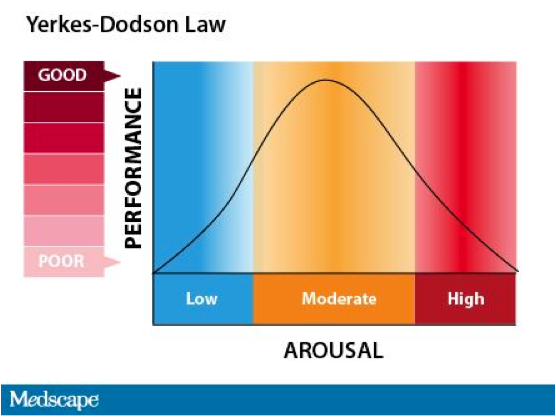 Yerkes-Dodson Law
GOOD
POOR
PERFORMANCE
Low
Moderate
High
AROUSAL
Medscape